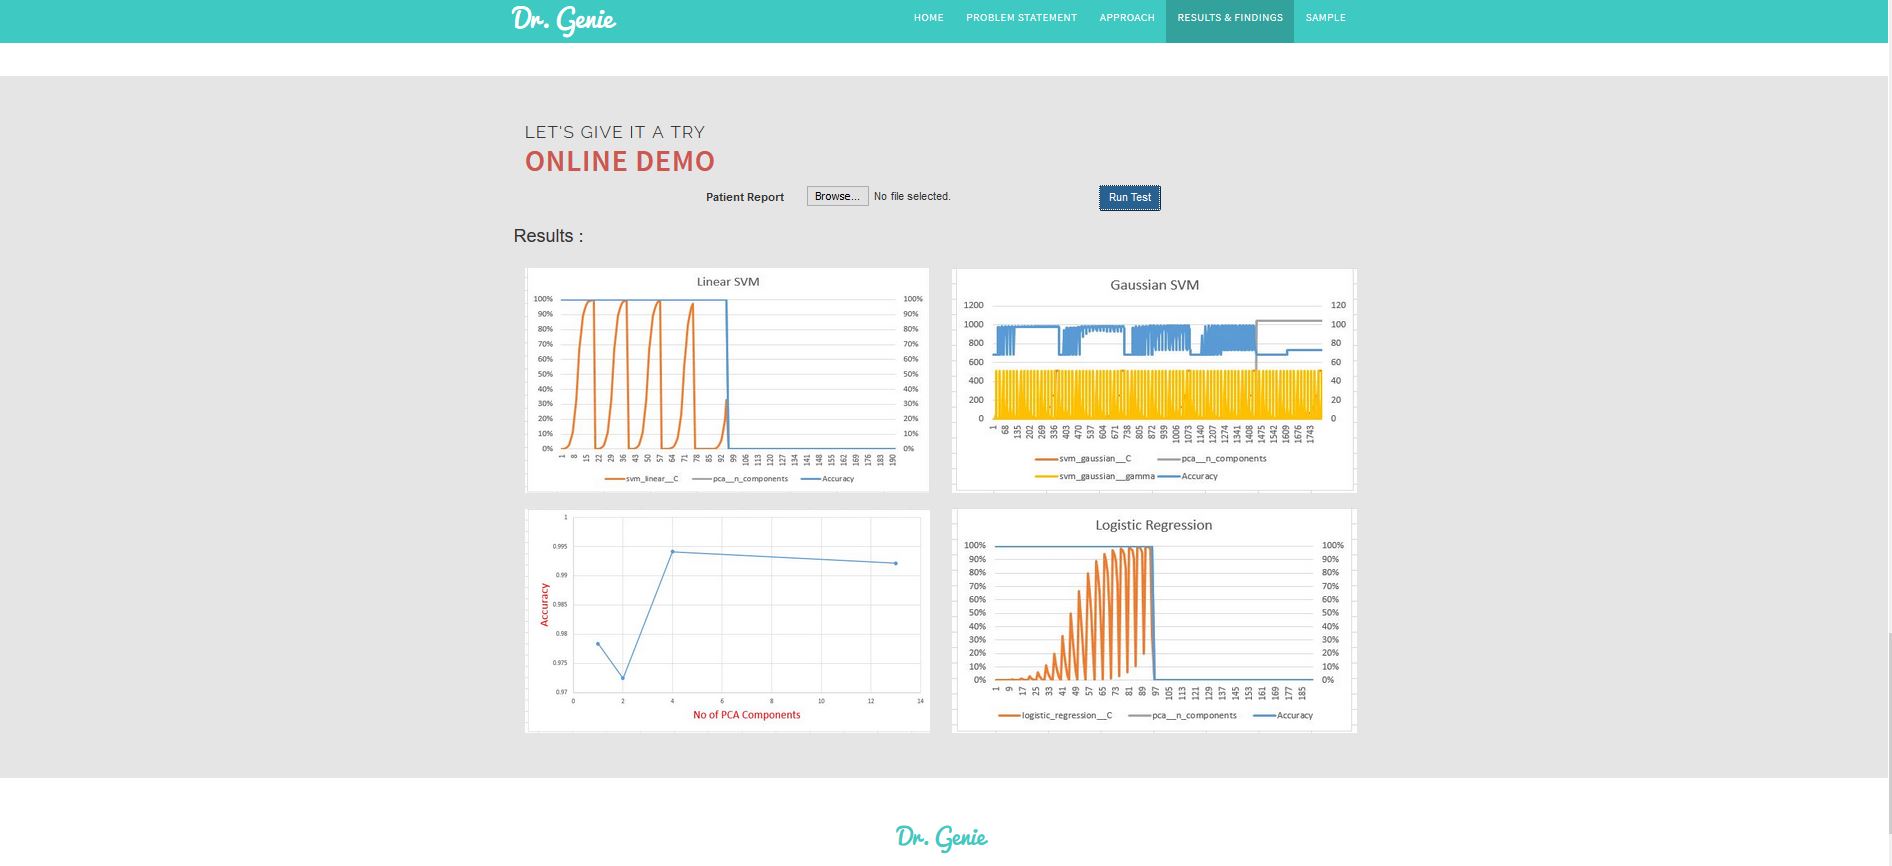 Dr. Genie
HOME PROBLEM STATEMENT APPROACH RESULTS & FINDINGS SAMPLE
LET'S GIVE IT A TRY
ONLINE DEMO
Patient Report Browse... No file selected. Run Test
Results :
Linear SVM
100% 100%
90% 90%
80% 80%
70% 70%
60% 60%
50% 50%
40% 40%
30% 30%
20% 20%
10% 10%
0% 0%
1 8 15 22 29 36 43 50 57 64 71 78 85 92 99 106 113 120 127 134 141 148 155 162 169 176 183 190
svm_linear__C pca__n_components Accuracy
Gaussian SVM
1200 120
1000 100
800 80
600 60
400 40
200 20
0 0
1 68 135 202 269 336 403 470 537 604 671 738 805 872 939 1006 1073 1140 1207 1274 1341 1408 1475 1542 1609 1676 1743
svm_gaussian__C pca__n_components
svm_gaussian__gamma Accuracy
1
0.995
0.99
0.985
0.98
0.975
0.97
Accuracy
0 2 4 6 8 10 12 14
No of PCA Components
Logistic Regression
100% 100%
90% 90%
80% 80%
70% 70%
60% 60%
50% 50%
40% 40%
30% 30%
20% 20%
10% 10%
0% 0%
1 9 17 25 33 41 49 57 65 73 81 89 97 105 113 121 129 137 145 153 161 169 177 185
logistic_regression__C pca__n_components Accuracy
Dr. Genie